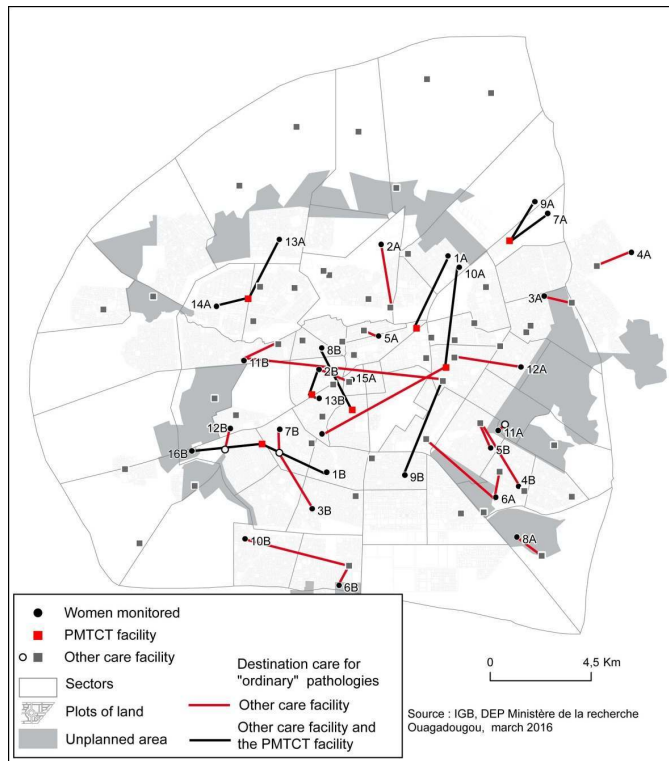 9A
7A
13A
2A
1A
4A
10A
3A
14A
5A
8B
11B
2B
15A
12A
13B
12B
7B
11A
16B
5B
1B
9B
4B
6A
3B
10B
8A
6B
Women monitored
PMTCT facility
Other care facility
Sectors
Plots of land
Unplanned area
Destination care for
"ordinary" pathologies
Other care facility
Other care facility and
the PMTCT facility
0 4,5 Km
Source : IGB, DEP Ministère de la recherche
Ouagadougou, march 2016